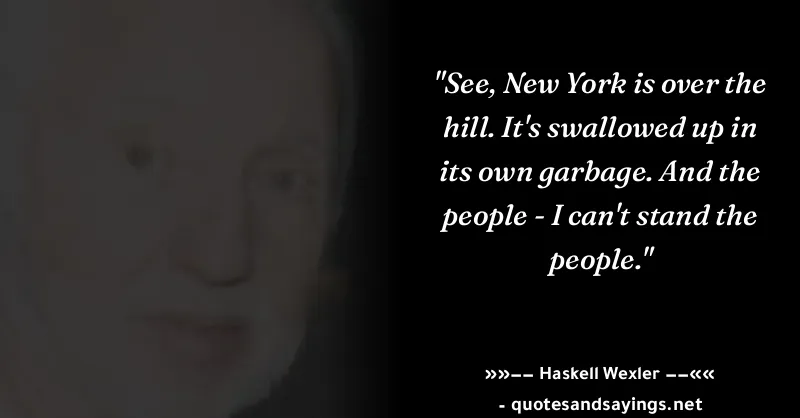 "See, New York is over the
hill. It's swallowed up in
its own garbage. And the
people - I can't stand the
people."
»»−− Haskell Wexler −−««
- quotesandsayings.net